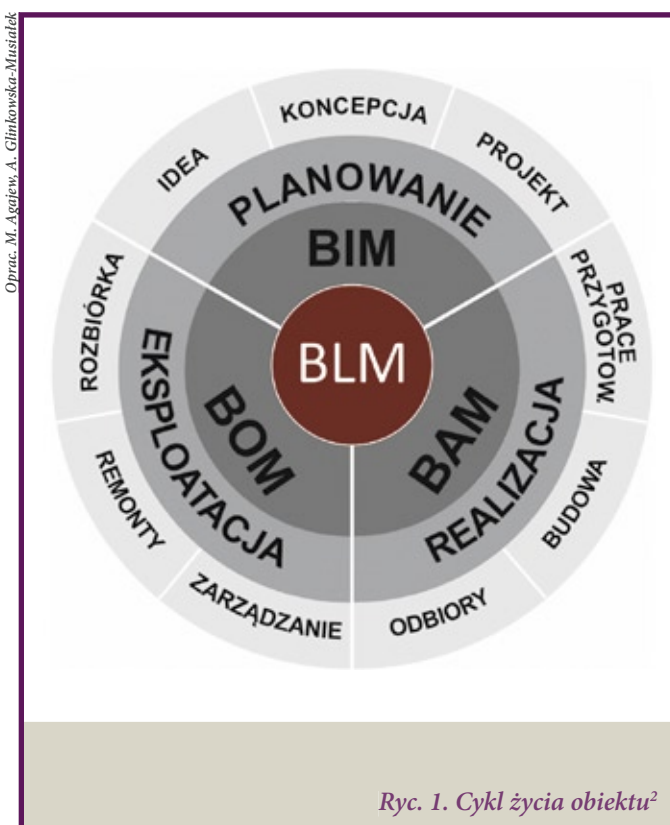 Oprac. M. Agajew, A. Glinkowska-Musiałek
IDEA
KONCEPCJA
PROJEKT
PRACE
PRZYGOTOW.
BUDOWA
ODBIORY
ZARZĄDZANIE
REMONTY
ROZBIÓRKA
PLANOWANIE
REALIZACJA
EKSPLOATACJA
BIM
BAM
BOM
BLM
Ryc. 1. Cykl życia obiektu²